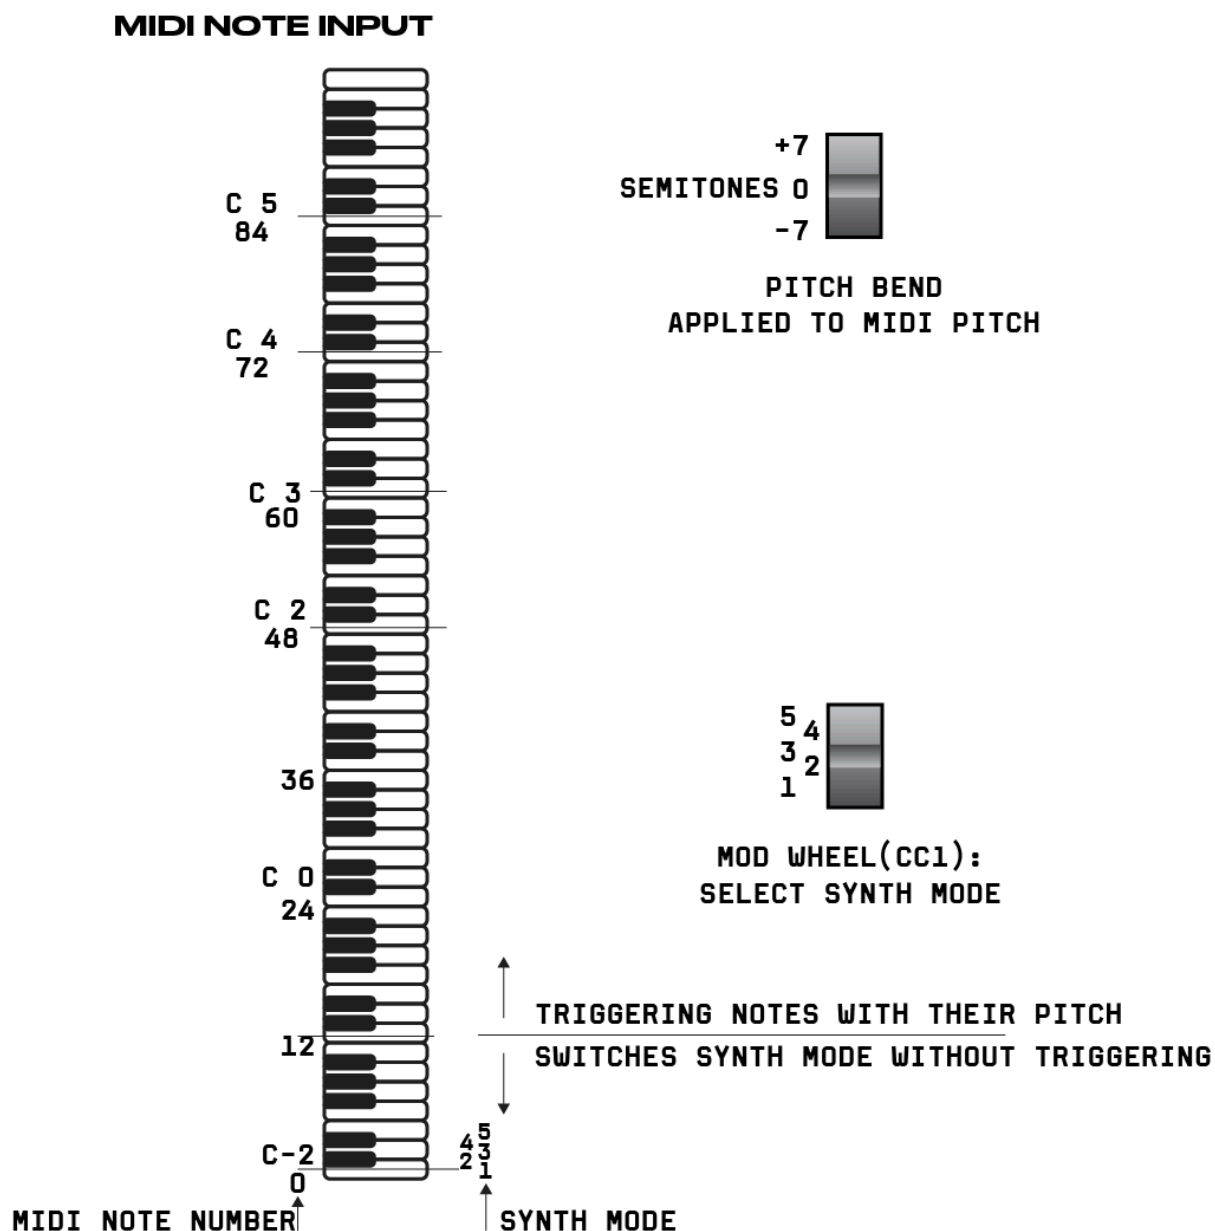 MIDI NOTE INPUT
+7
SEMITONES 0
-7
PITCH BEND
APPLIED TO MIDI PITCH
C 5
84
C 4
72
C 3
60
C 2
48
36
C 0
24
12
C-2
0
5
4
3
2
1
MOD WHEEL(CC1):
SELECT SYNTH MODE
TRIGGERING NOTES WITH THEIR PITCH
SWITCHES SYNTH MODE WITHOUT TRIGGERING
5
4
3
2
1
MIDI NOTE NUMBER
SYNTH MODE